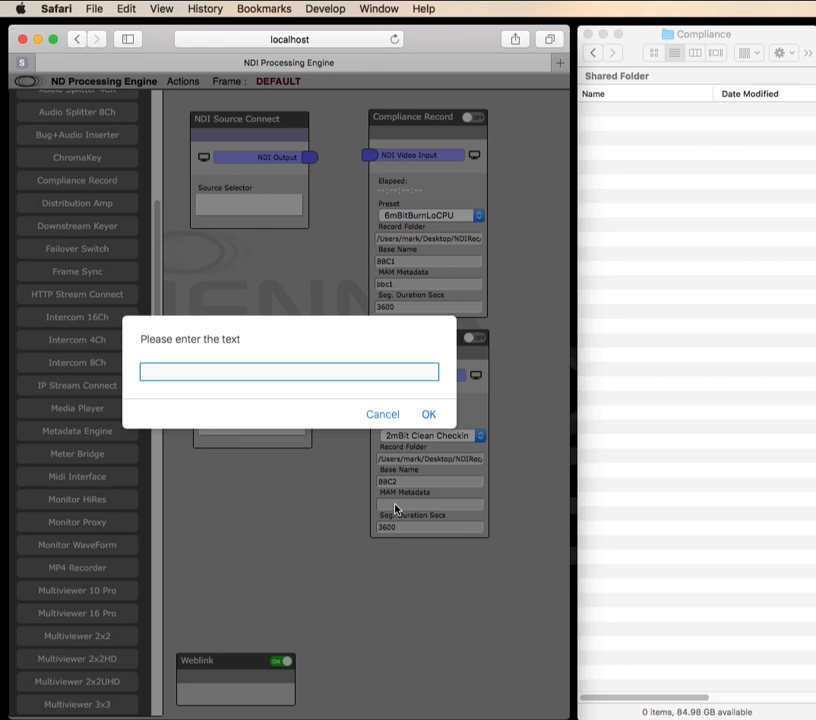 Safari File Edit View History Bookmarks Develop Window Help
localhost
Compliance
S
NDI Processing Engine
Shared Folder
ND Processing Engine Actions Frame : DEFAULT
Name Date Modified
Audio Splitter 4Ch
Audio Splitter 8Ch
Bug+Audio Inserter
ChromaKey
Compliance Record
Distribution Amp
Downstream Keyer
Failover Switch
Frame Sync
HTTP Stream Connect
Intercom 16Ch
Intercom 4Ch
Intercom 8Ch
IP Stream Connect
Media Player
Metadata Engine
Meter Bridge
Midi Interface
Monitor HiRes
Monitor Proxy
Monitor WaveForm
MP4 Recorder
Multiviewer 10 Pro
Multiviewer 16 Pro
Multiviewer 2x2
Multiviewer 2x2HD
Multiviewer 2x2UHD
Multiviewer 3x3
NDI Source Connect
NDI Output
Source Selector
Compliance Record OFF
NDI Video Input
Elapsed:
--:--:--:--
Preset
6mBitBurnLoCPU
Record Folder
/Users/mark/Desktop/NDIRec
Base Name
BBC1
MAM Metadata
bbc1
Seg. Duration Secs
3600
Please enter the text
Cancel OK
OFF
2mBit Clean Checkin
Record Folder
/Users/mark/Desktop/NDIRec
Base Name
BBC2
MAM Metadata
Seg. Duration Secs
3600
Weblink ON
0 items, 84.98 GB available